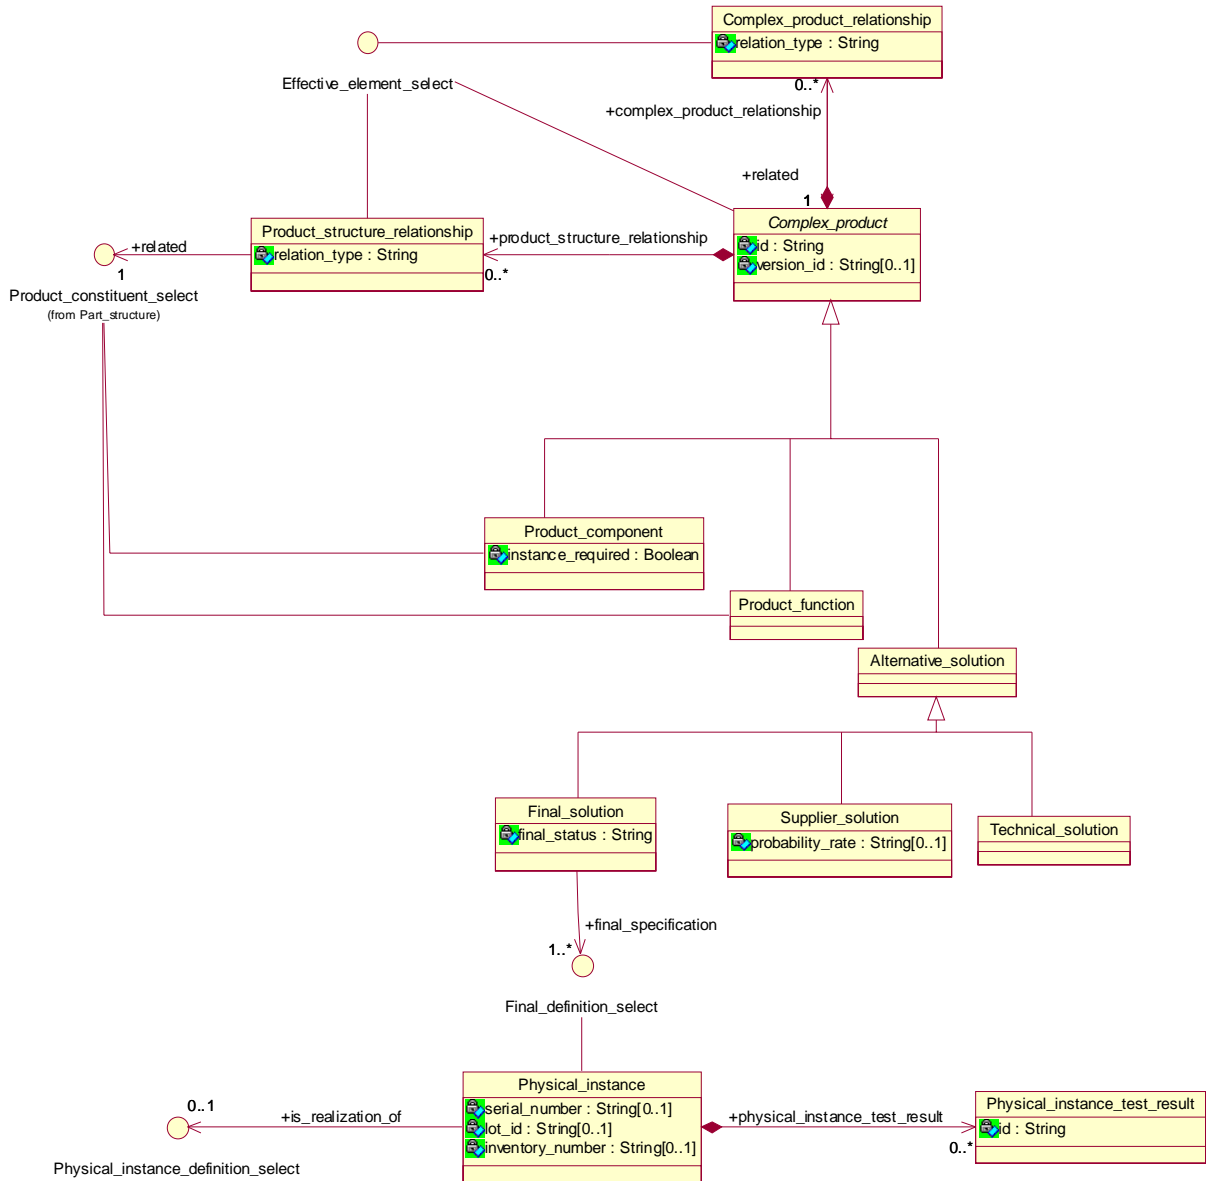 Complex_product_relationship
relation_type : String
0..*
Effective_element_select
+complex_product_relationship
+related
1
Complex_product
id : String
version_id : String[0..1]
Product_structure_relationship
relation_type : String
+product_structure_relationship
0..*
+related
1
Product_constituent_select
(from Part_structure)
Product_component
instance_required : Boolean
Product_function
Alternative_solution
Final_solution
final_status : String
Supplier_solution
probability_rate : String[0..1]
Technical_solution
+final_specification
1..*
Final_definition_select
Physical_instance
serial_number : String[0..1]
lot_id : String[0..1]
inventory_number : String[0..1]
0..1
+is_realization_of
Physical_instance_definition_select
+physical_instance_test_result
0..*
Physical_instance_test_result
id : String